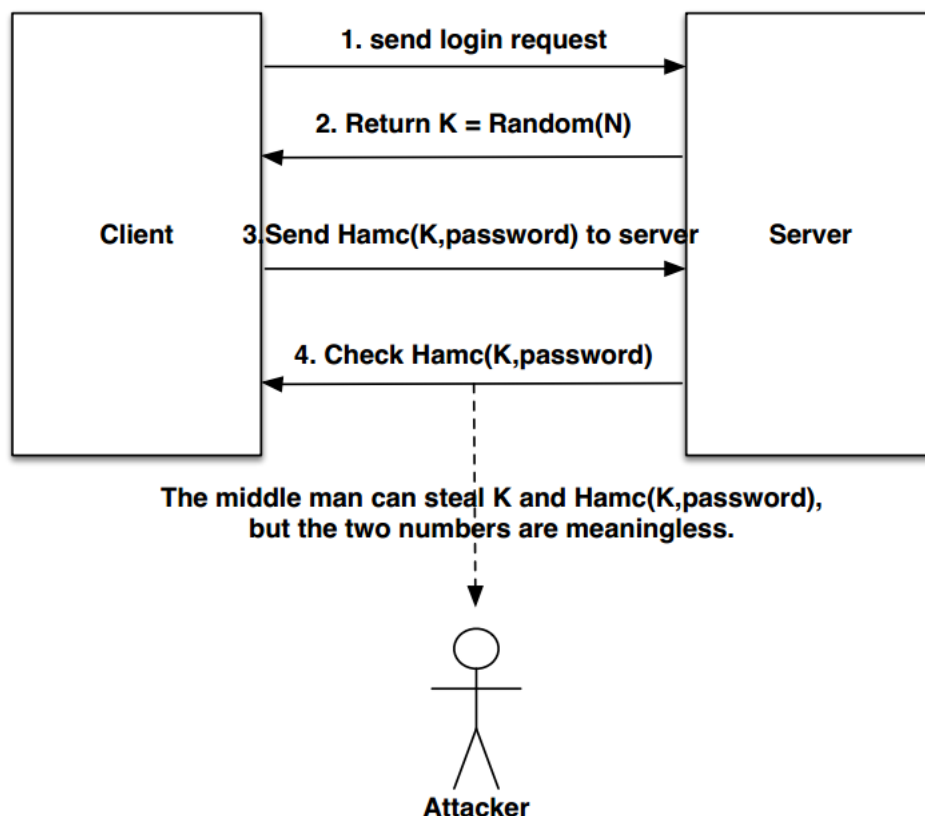 1. send login request
2. Return K = Random(N)
Client
3.Send Hamc(K,password) to server
Server
4. Check Hamc(K,password)
The middle man can steal K and Hamc(K,password),
but the two numbers are meaningless.
Attacker